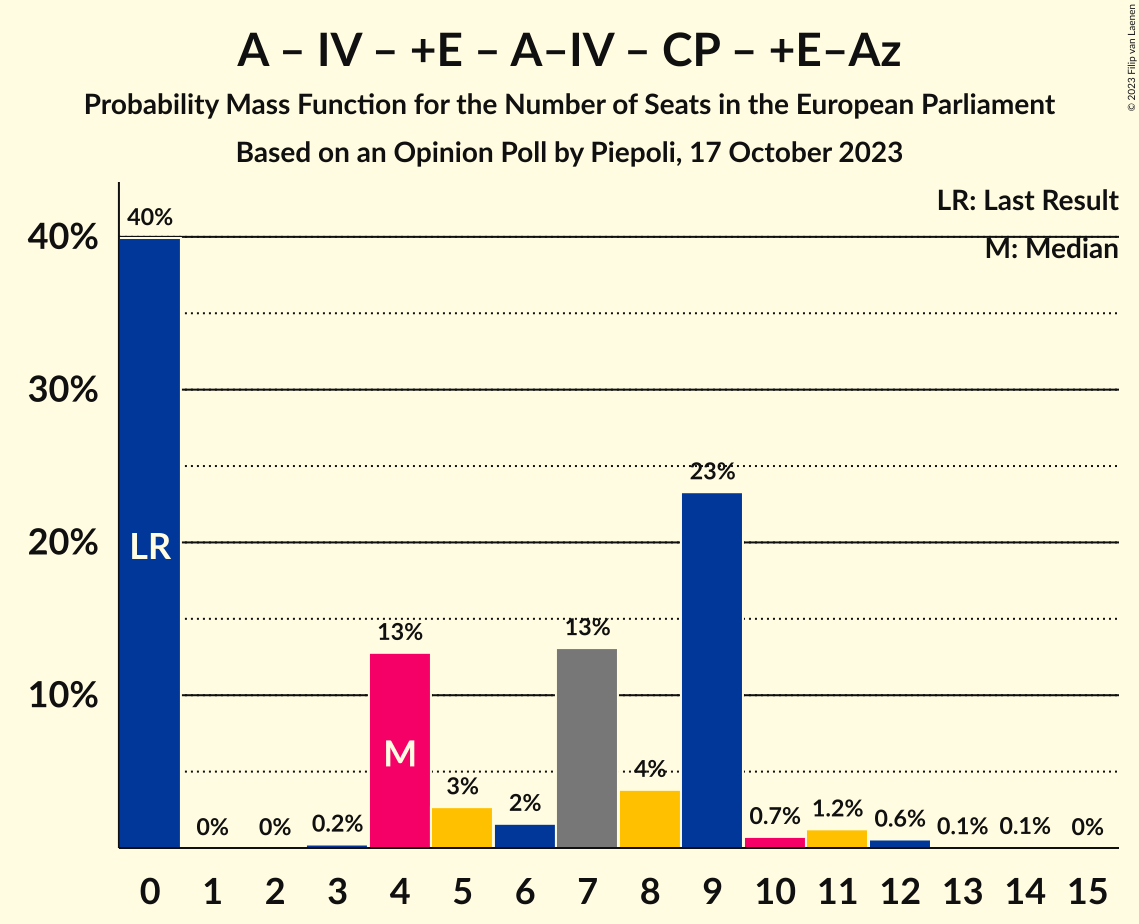 A – IV – +E – A–IV – CP – +E–Az
Probability Mass Function for the Number of Seats in the European Parliament
Based on an Opinion Poll by Piepoli, 17 October 2023
© 2023 Filip van Laenen
LR: Last Result
M: Median
40%
30%
20%
10%
40%
0%
0%
0.2%
13%
3%
2%
13%
4%
23%
0.7%
1.2%
0.6%
0.1%
0.1%
0%
LR
M
0 1 2 3 4 5 6 7 8 9 10 11 12 13 14 15